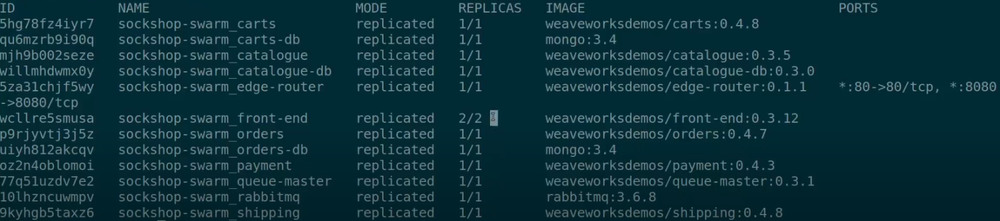 ID NAME MODE REPLICAS IMAGE PORTS
5hg78fz4iyr7 sockshop-swarm_carts replicated 1/1 weaveworksdemos/carts:0.4.8
qu6mzrb9i90q sockshop-swarm_carts-db replicated 1/1 mongo:3.4
mjh9b002seze sockshop-swarm_catalogue replicated 1/1 weaveworksdemos/catalogue:0.3.5
willmhdwmx0y sockshop-swarm_catalogue-db replicated 1/1 weaveworksdemos/catalogue-db:0.3.0
5za31chjf5wy sockshop-swarm_edge-router replicated 1/1 weaveworksdemos/edge-router:0.1.1 *:80->80/tcp, *:8080
->8080/tcp
wcllre5smusa sockshop-swarm_front-end replicated 2/2 weaveworksdemos/front-end:0.3.12
p9rjyvtj3j5z sockshop-swarm_orders replicated 1/1 weaveworksdemos/orders:0.4.7
uiyh812akcqv sockshop-swarm_orders-db replicated 1/1 mongo:3.4
oz2n4oblomoi sockshop-swarm_payment replicated 1/1 weaveworksdemos/payment:0.4.3
77q51uzdv7e2 sockshop-swarm_queue-master replicated 1/1 weaveworksdemos/queue-master:0.3.1
10lhzncuwmpv sockshop-swarm_rabbitmq replicated 1/1 rabbitmq:3.6.8
9kyhgb5taxz6 sockshop-swarm_shipping replicated 1/1 weaveworksdemos/shipping:0.4.8